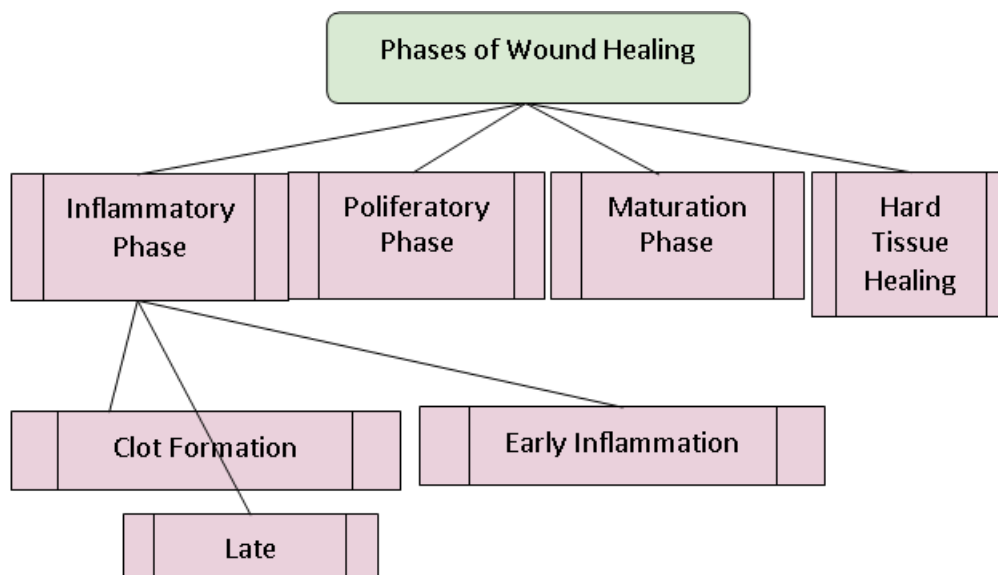 Phases of Wound Healing
Inflammatory
Phase
Poliferatory
Phase
Maturation
Phase
Hard
Tissue
Healing
Clot Formation
Early Inflammation
Late